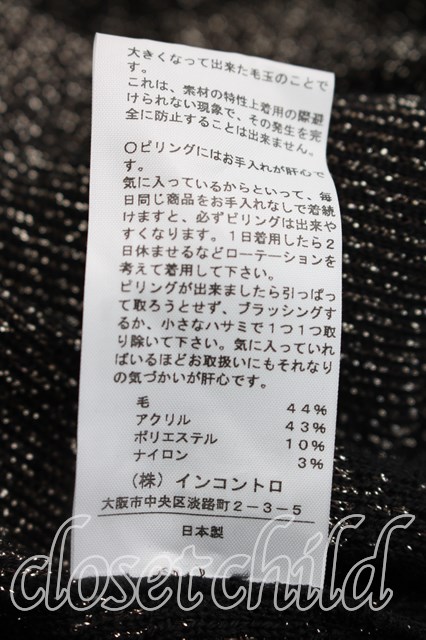 大きくなって出来た毛玉のことで
す。
これは、素材の特性上着用の際避
けられない現象で、その発生を完
全に防止することは出来ません。
〇ピリングにはお手入れが肝心で
す。
気に入っているからといって、毎
日同じ商品をお手入れなしで着続
けますと、必ずピリングは出来や
すくなります。1日着用したら2
日休ませるなどローテーションを
考えて着用して下さい。
ピリングが出来ましたら引っぱっ
て取ろうとせず、ブラッシングす
るか、小さなハサミで1つ1つ取
り除いて下さい。気に入っていれ
ばいるほどお取扱いにもそれなり
の気づかいが肝心です。
毛 44%
アクリル 43%
ポリエステル 10%
ナイロン 3%
(株)インコントロ
大阪市中央区淡路町2-3-5
日本製
closet child